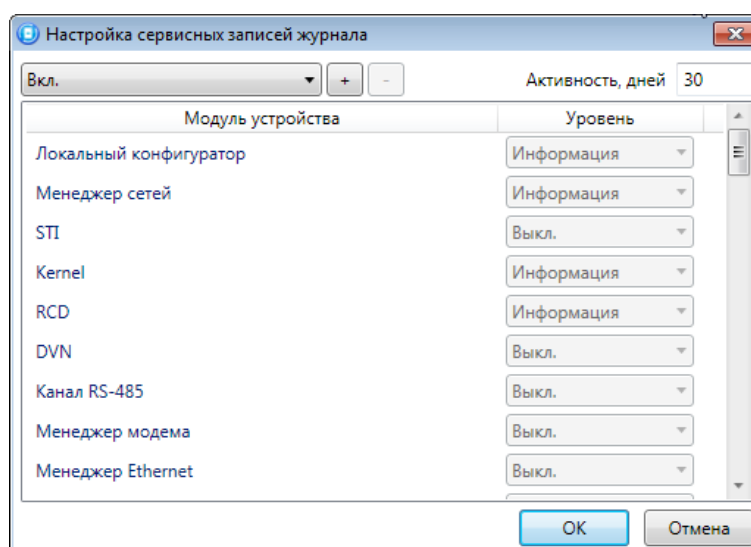 Настройка сервисных записей журнала
Вкл. + - Активность, дней 30
Модуль устройства Уровень
Локальный конфигуратор Информация
Менеджер сетей Информация
STI Выкл.
Kernel Информация
RCD Информация
DVN Выкл.
Канал RS-485 Выкл.
Менеджер модема Выкл.
Менеджер Ethernet Выкл.
OK Отмена